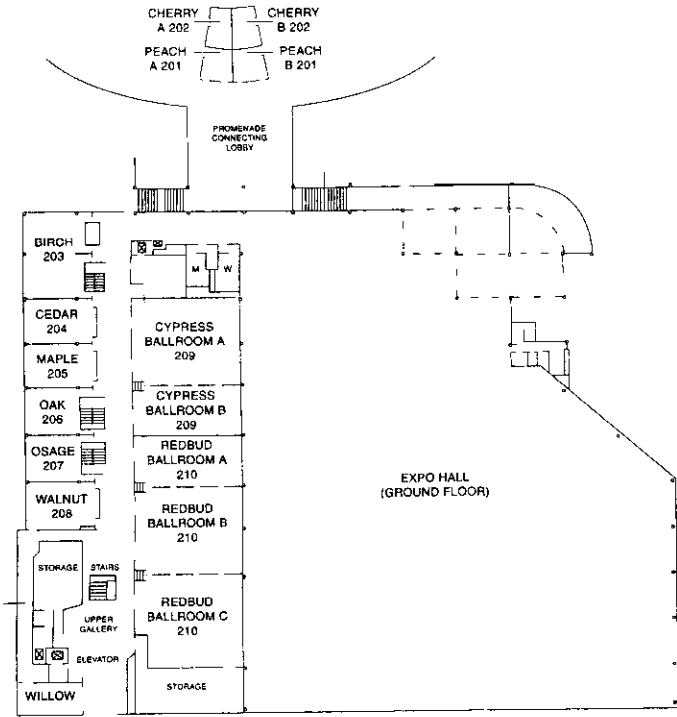 CHERRY
A 202
CHERRY
B 202
PEACH
A 201
PEACH
B 201
PROMENADE
CONNECTING
LOBBY
BIRCH
203
M
W
CEDAR
204
CYPRESS
BALLROOM A
209
MAPLE
205
OAK
206
CYPRESS
BALLROOM B
209
OSAGE
207
REDBUD
BALLROOM A
210
EXPO HALL
(GROUND FLOOR)
WALNUT
208
REDBUD
BALLROOM B
210
STORAGE
STAIRS
REDBUD
BALLROOM C
210
UPPER
GALLERY
ELEVATOR
WILLOW
STORAGE